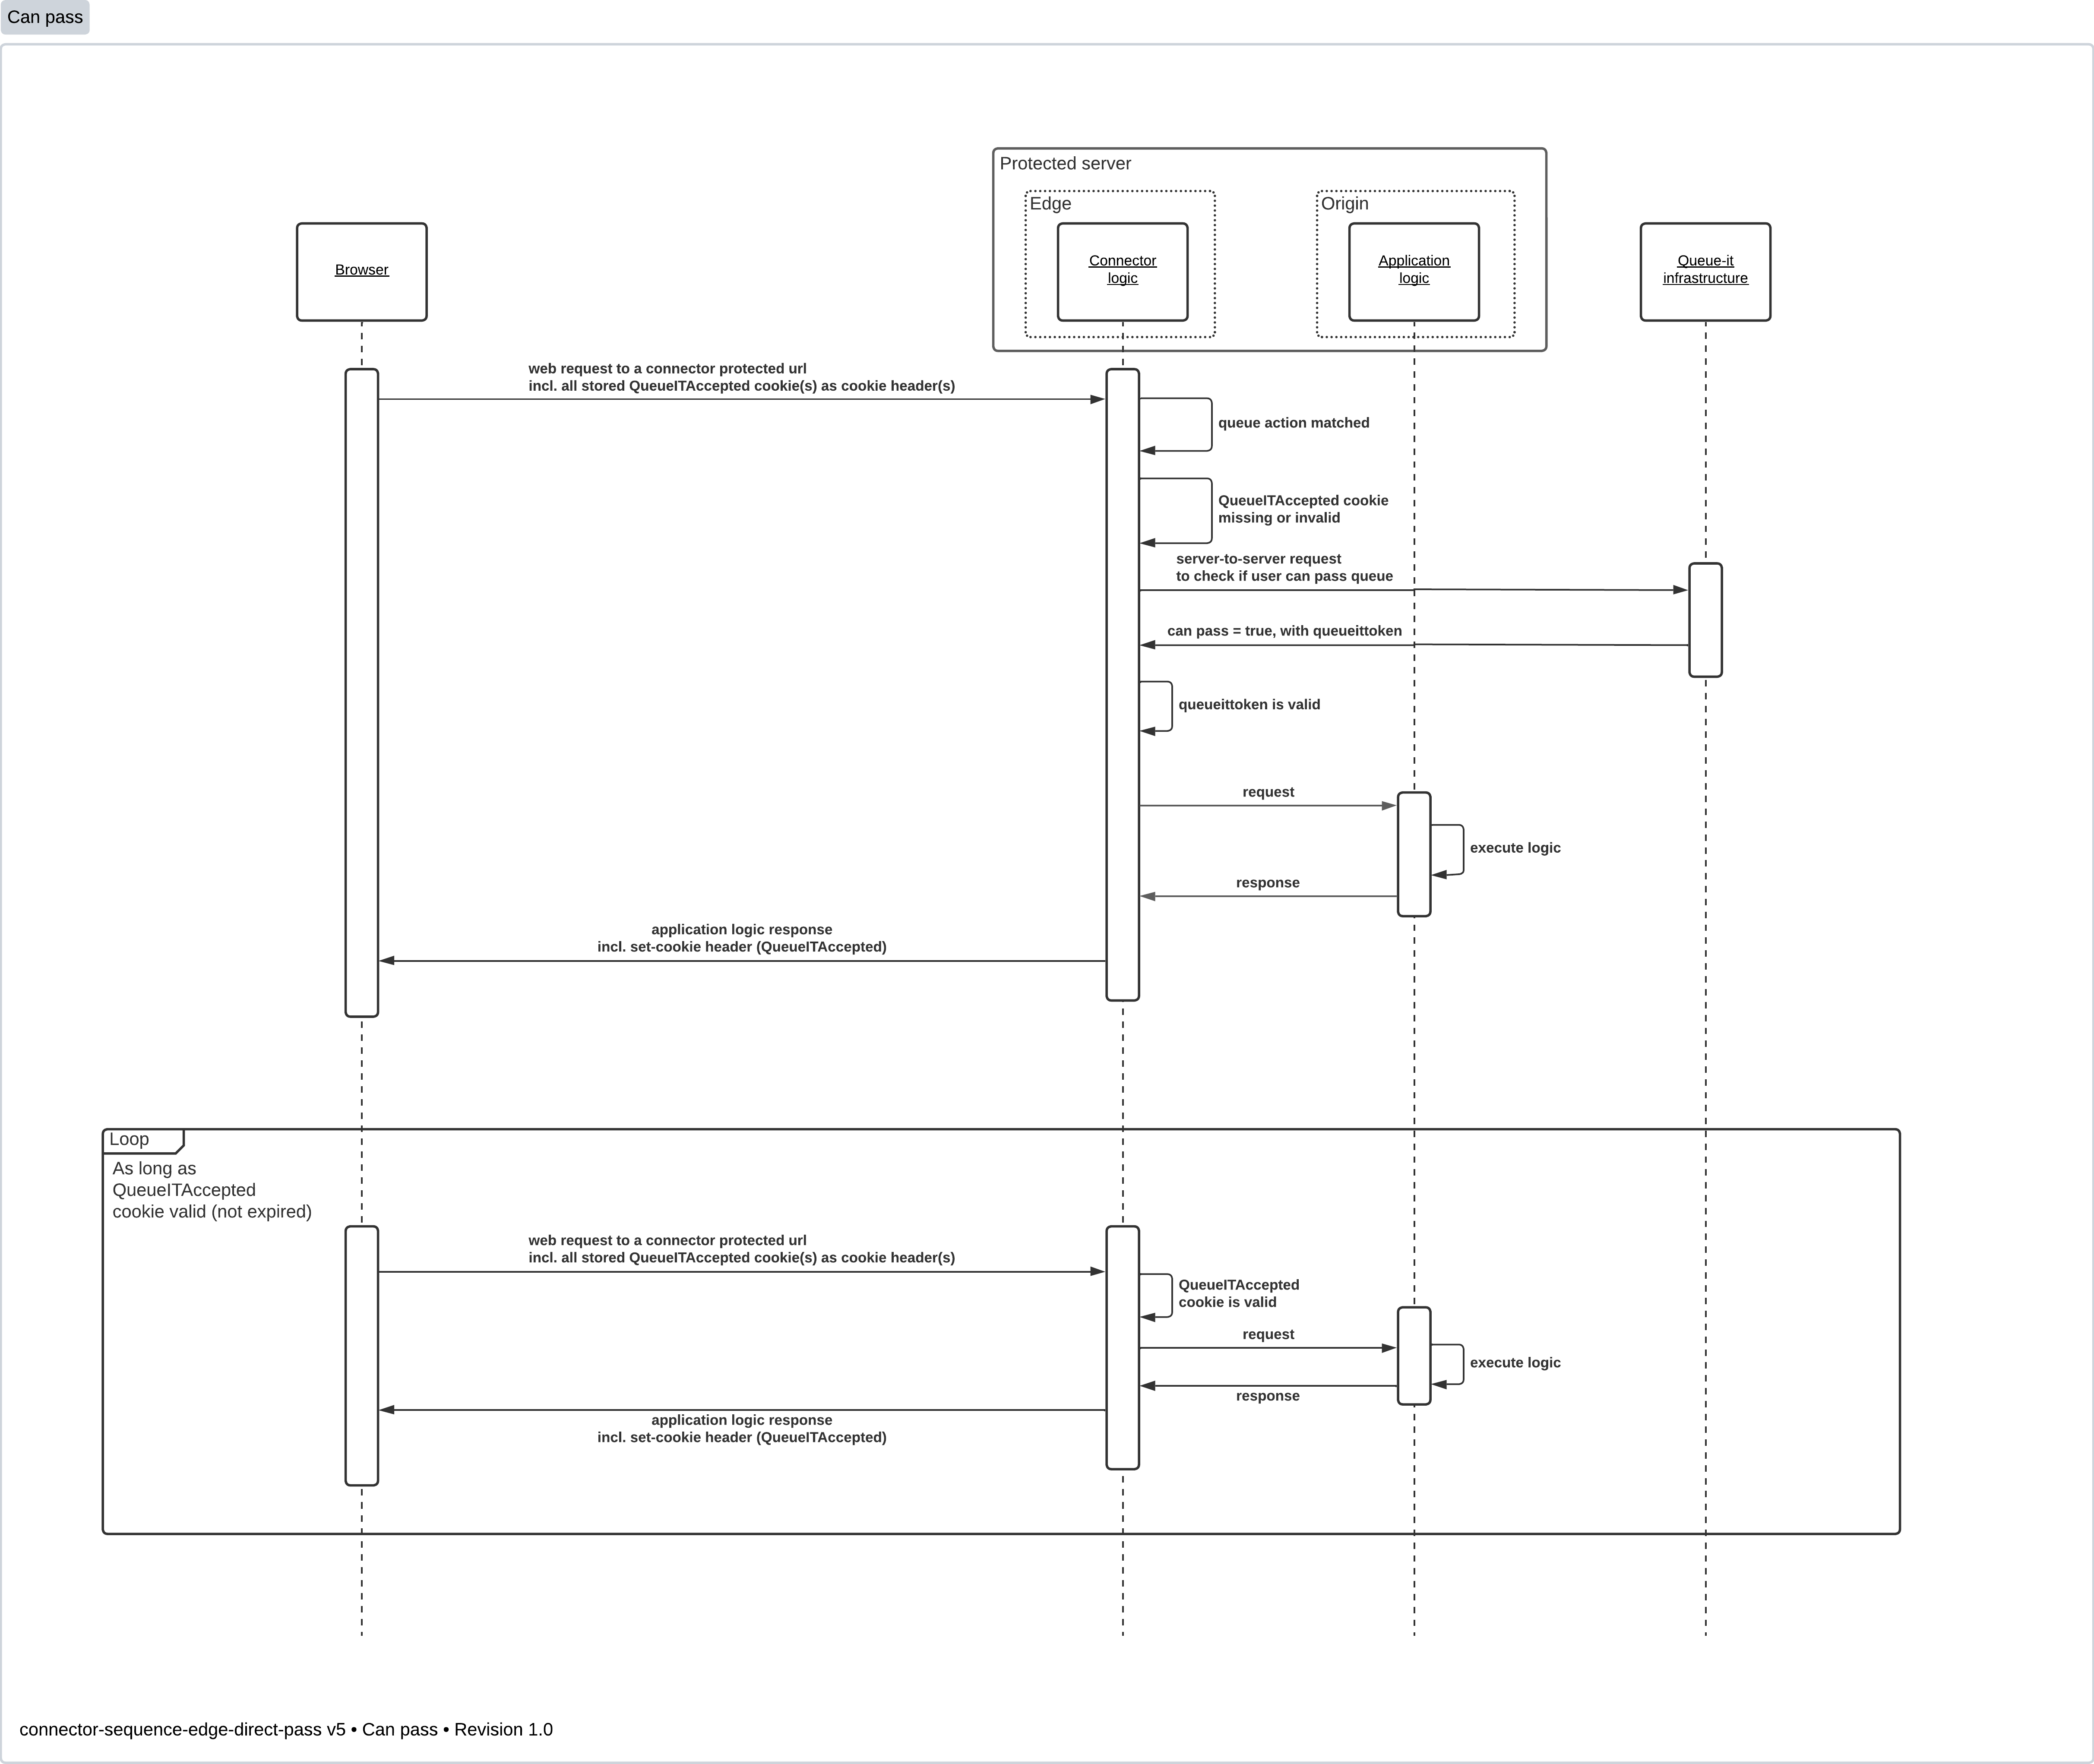 Can pass
Protected server
Edge
Origin
Browser
Connector
logic
Application
logic
Queue-it
infrastructure
web request to a connector protected url
incl. all stored QueueITAccepted cookie(s) as cookie header(s)
queue action matched
QueueITAccepted cookie
missing or invalid
server-to-server request
to check if user can pass queue
can pass = true, with queueittoken
queueittoken is valid
request
execute logic
response
application logic response
incl. set-cookie header (QueueITAccepted)
Loop
As long as
QueueITAccepted
cookie valid (not expired)
web request to a connector protected url
incl. all stored QueueITAccepted cookie(s) as cookie header(s)
QueueITAccepted
cookie is valid
request
execute logic
response
application logic response
incl. set-cookie header (QueueITAccepted)
connector-sequence-edge-direct-pass v5 • Can pass • Revision 1.0